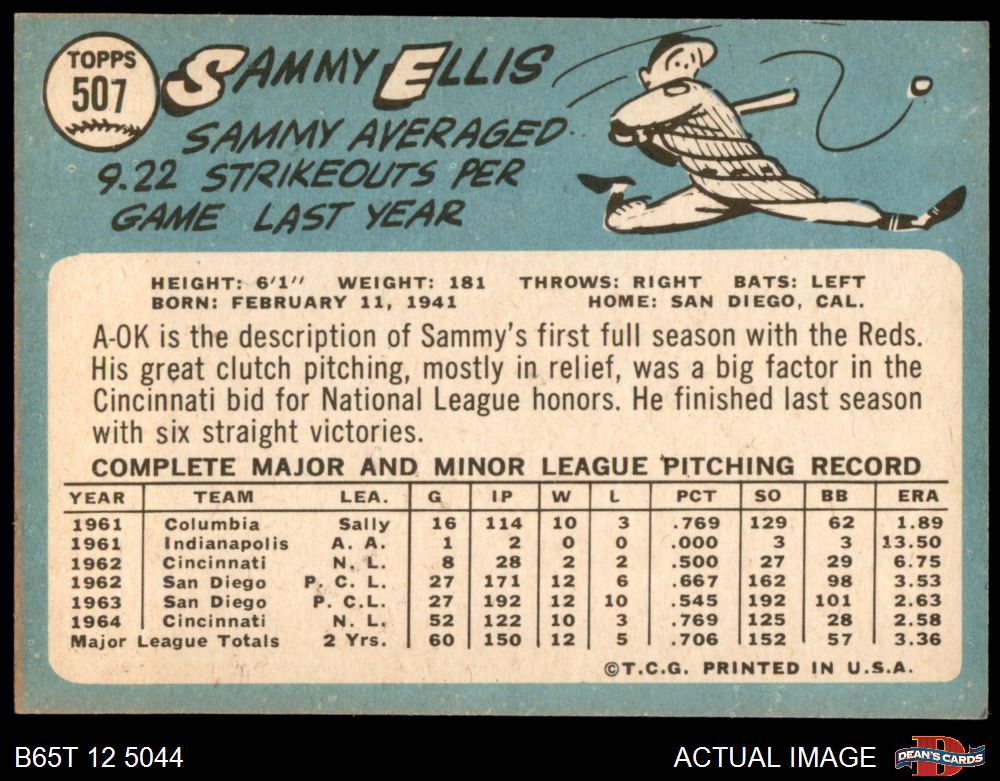 TOPPS
507
SAMMY ELLIS
SAMMY AVERAGED
9.22 STRIKEOUTS PER
GAME LAST YEAR
HEIGHT: 6'1" WEIGHT: 181 THROWS: RIGHT BATS: LEFT
BORN: FEBRUARY 11, 1941 HOME: SAN DIEGO, CAL.
A-OK is the description of Sammy's first full season with the Reds.
His great clutch pitching, mostly in relief, was a big factor in the
Cincinnati bid for National League honors. He finished last season
with six straight victories.
COMPLETE MAJOR AND MINOR LEAGUE PITCHING RECORD
YEAR TEAM LEA. G IP W L PCT SO BB ERA
1961 Columbia Sally 16 114 10 3 .769 129 62 1.89
1961 Indianapolis A. A. 1 2 0 0 .000 3 3 13.50
1962 Cincinnati N. L. 8 28 2 2 .500 27 29 6.75
1962 San Diego P. C. L. 27 171 12 6 .667 162 98 3.53
1963 San Diego P. C.L. 27 192 12 10 .545 192 101 2.63
1964 Cincinnati N. L. 52 122 10 3 .769 125 28 2.58
Major League Totals 2 Yrs. 60 150 12 5 .706 152 57 3.36
©T.C.G. PRINTED IN U.S.A.
B65T 12 5044 ACTUAL IMAGE DEAN'S CARDS